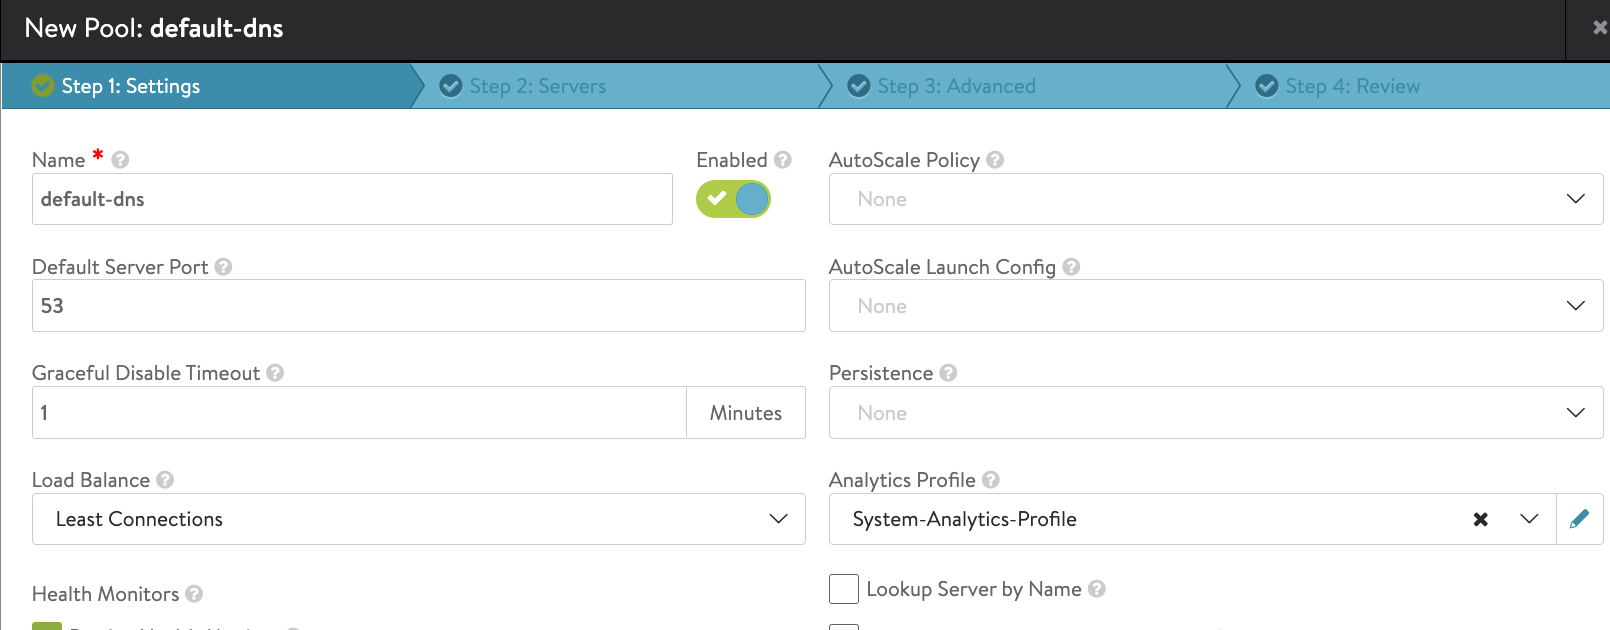 New Pool: default-dns
Step 1: Settings
Step 2: Servers
Step 3: Advanced
Step 4: Review
Name *
Enabled
AutoScale Policy
default-dns
None
Default Server Port
AutoScale Launch Config
53
None
Graceful Disable Timeout
Persistence
1
Minutes
None
Load Balance
Analytics Profile
Least Connections
System-Analytics-Profile
Health Monitors
Lookup Server by Name